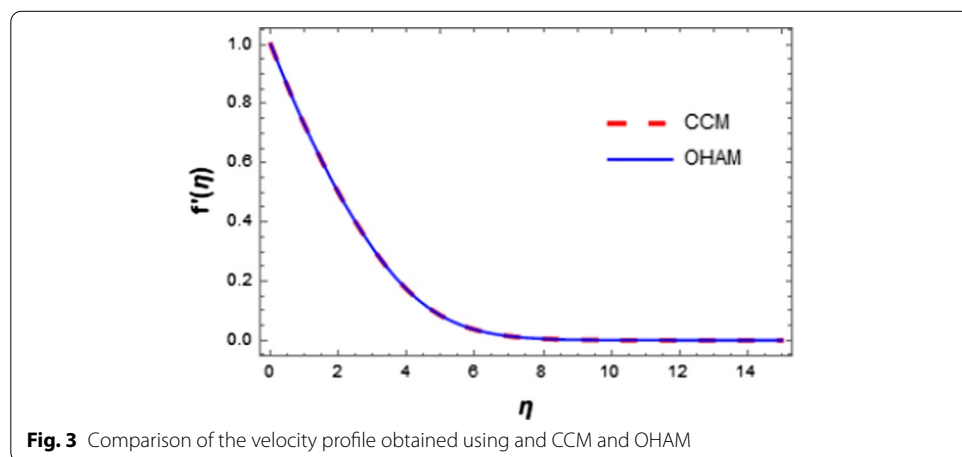 1.0
0.8
0.6
0.4
0.2
0.0
f'(η)
CCM
OHAM
0 2 4 6 8 10 12 14
η
Fig. 3 Comparison of the velocity profile obtained using and CCM and OHAM